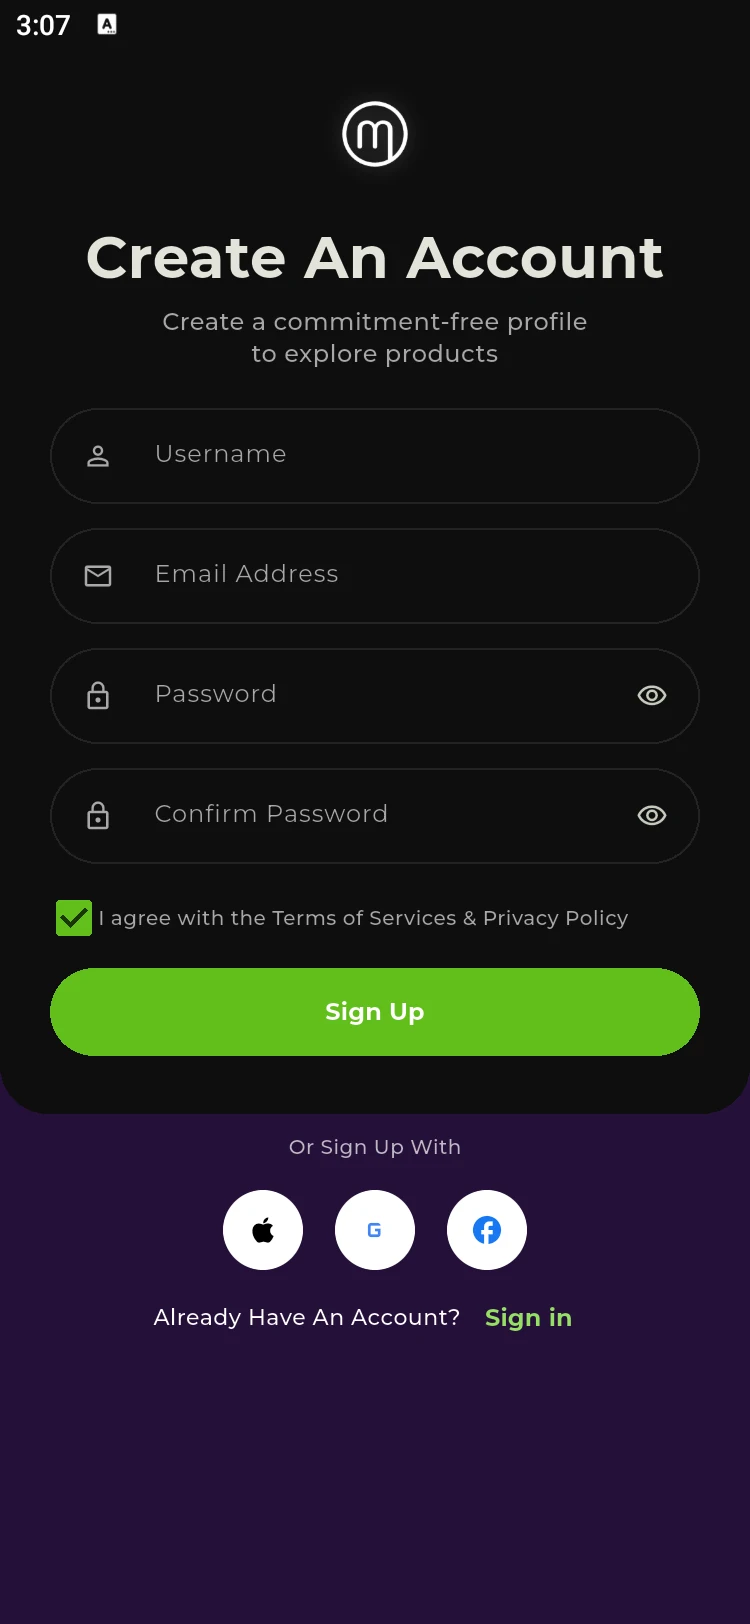 3:07
A
m
Create An Account
Create a commitment-free profile
to explore products
Username
Email Address
Password
Confirm Password
I agree with the Terms of Services & Privacy Policy
Sign Up
Or Sign Up With
G
Already Have An Account? Sign in